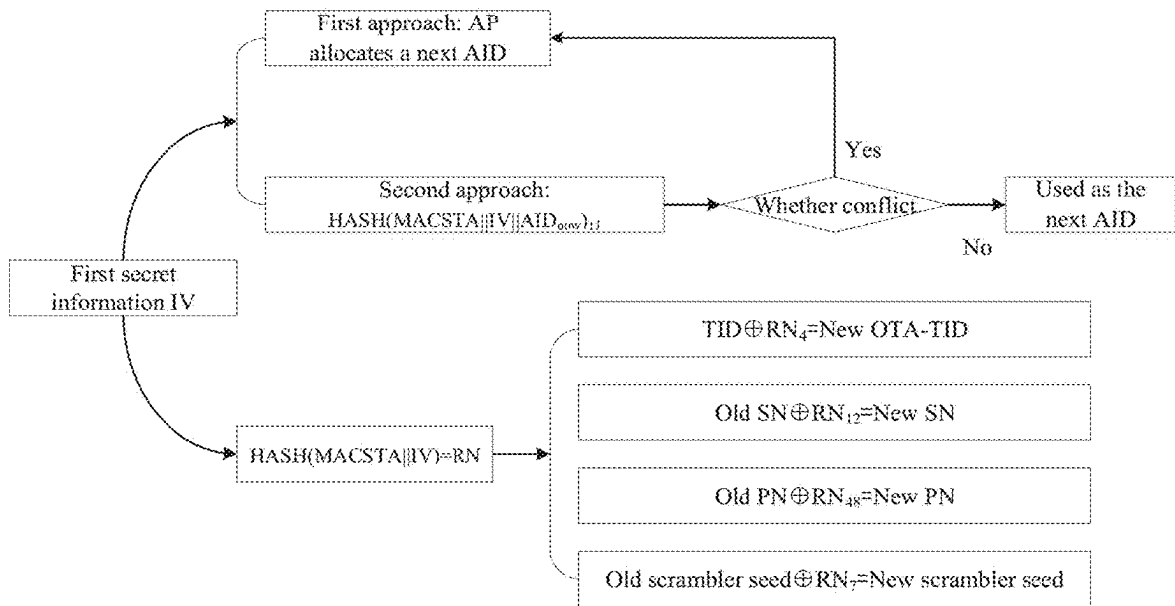 First approach: AP
allocates a next AID
Yes
Second approach:
HASH(MACSTA||IV||AID
Whether conflict
Used as the
next AID
No
First secret
information IV
TID⊕RN₄=New OTA-TID
Old SN⊕RN₁₂=New SN
HASH(MACSTA||IV)=RN
Old PN⊕RN₄₈=New PN
Old scrambler seed⊕RN₇=New scrambler seed